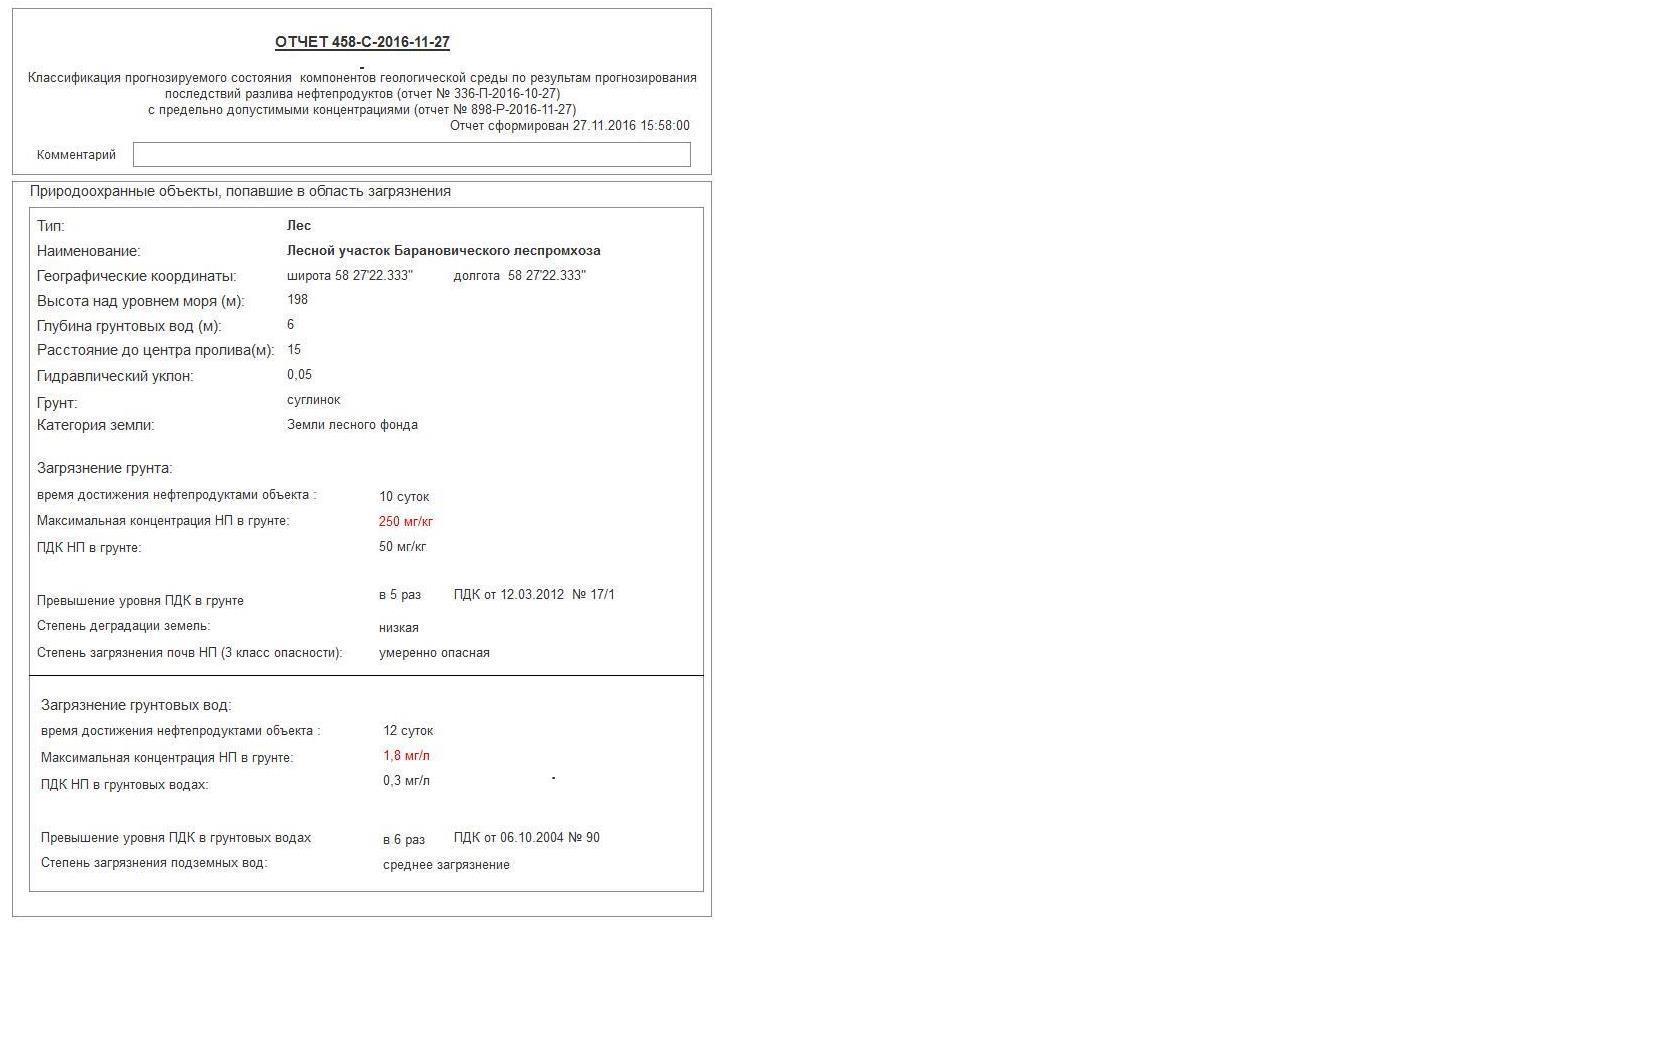 ОТЧЕТ 458-С-2016-11-27
Классификация прогнозируемого состояния компонентов геологической среды по результам прогнозирования
последствий разлива нефтепродуктов (отчет № 336-П-2016-10-27)
с предельно допустимыми концентрациями (отчет № 898-Р-2016-11-27)
Отчет сформирован 27.11.2016 15:58:00
Комментарий
Природоохранные объекты, попавшие в область загрязнения
Тип: Лес
Наименование: Лесной участок Барановического леспромхоза
Географические координаты: широта 58 27'22.333" долгота 58 27'22.333"
Высота над уровнем моря (м): 198
Глубина грунтовых вод (м): 6
Расстояние до центра пролива(м): 15
Гидравлический уклон: 0,05
Грунт: суглинок
Категория земли: Земли лесного фонда
Загрязнение грунта:
время достижения нефтепродуктами объекта : 10 суток
Максимальная концентрация НП в грунте: 250 мг/кг
ПДК НП в грунте: 50 мг/кг
Превышение уровня ПДК в грунте в 5 раз ПДК от 12.03.2012 № 17/1
Степень деградации земель: низкая
Степень загрязнения почв НП (3 класс опасности): умеренно опасная
Загрязнение грунтовых вод:
время достижения нефтепродуктами объекта : 12 суток
Максимальная концентрация НП в грунте: 1,8 мг/л
ПДК НП в грунтовых водах: 0,3 мг/л
Превышение уровня ПДК в грунтовых водах в 6 раз ПДК от 06.10.2004 № 90
Степень загрязнения подземных вод: среднее загрязнение